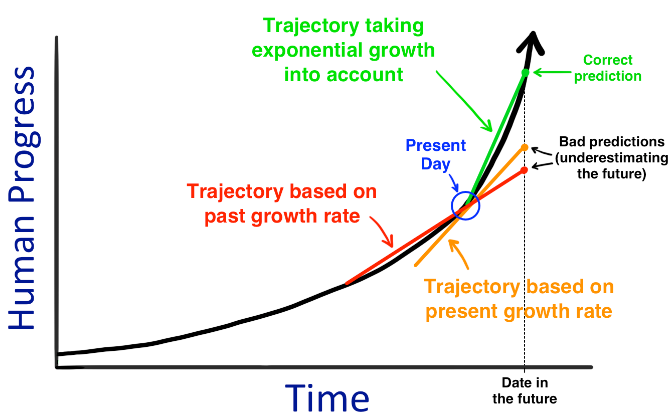 Trajectory taking
exponential growth
into account
Correct
prediction
Present
Day
Bad predictions
(underestimating
the future)
Trajectory based on
past growth rate
Trajectory based on
present growth rate
Human Progress
Time
Date in
the future